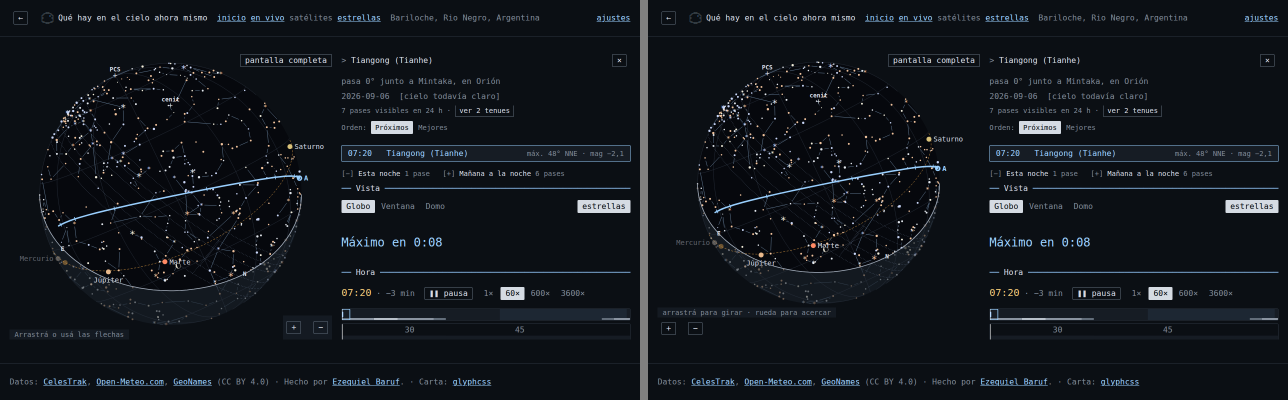 ← Qué hay en el cielo ahora mismo inicio en vivo satélites estrellas Bariloche, Río Negro, Argentina ajustes
pantalla completa
PCS
cenit
Saturno
A
E
Mercurio
Marte
Júpiter
N
Arrastrá o usá las flechas
+ −
> Tiangong (Tianhe) ×
pasa 0° junto a Mintaka, en Orión
2026-09-06 [cielo todavía claro]
7 pases visibles en 24 h · ver 2 tenues
Orden: Próximos Mejores
07:20 Tiangong (Tianhe) máx. 48° NNE · mag ~2,1
[−] Esta noche 1 pase [+] Mañana a la noche 6 pases
Vista
Globo Ventana Domo estrellas
Máximo en 0:08
Hora
07:20 · −3 min ❚❚ pausa 1× 60× 600× 3600×
30 45
Datos: CelesTrak, Open-Meteo.com, GeoNames (CC BY 4.0) · Hecho por Ezequiel Baruf. · Carta: glyphcss
← Qué hay en el cielo ahora mismo inicio en vivo satélites estrellas Bariloche, Río Negro, Argentina ajustes
pantalla completa
PCS
cenit
Saturno
A
E
Mercurio
Marte
Júpiter
N
arrastrá para girar · rueda para acercar
+ −
> Tiangong (Tianhe) ×
pasa 0° junto a Mintaka, en Orión
2026-09-06 [cielo todavía claro]
7 pases visibles en 24 h · ver 2 tenues
Orden: Próximos Mejores
07:20 Tiangong (Tianhe) máx. 48° NNE · mag ~2,1
[−] Esta noche 1 pase [+] Mañana a la noche 6 pases
Vista
Globo Ventana Domo estrellas
Máximo en 0:08
Hora
07:20 · −3 min ❚❚ pausa 1× 60× 600× 3600×
30 45
Datos: CelesTrak, Open-Meteo.com, GeoNames (CC BY 4.0) · Hecho por Ezequiel Baruf. · Carta: glyphcss